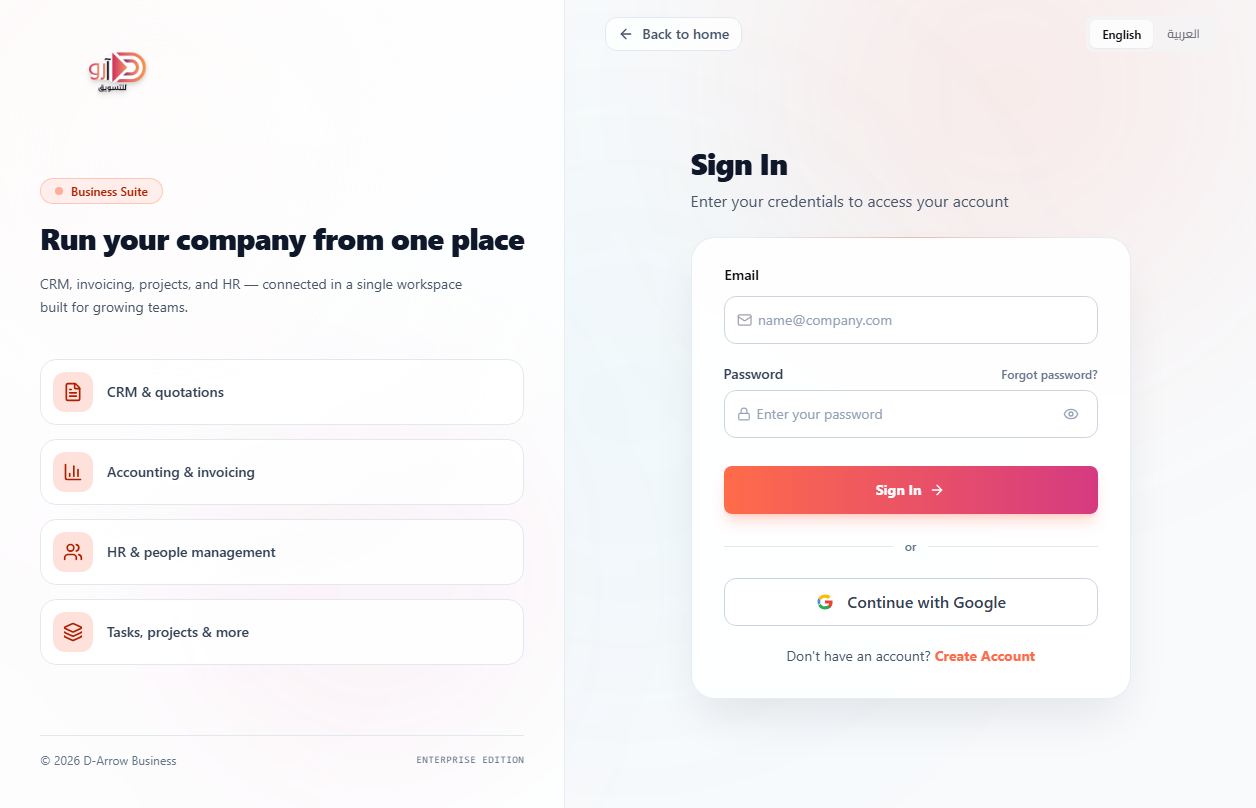 آرو
للتسويق
Business Suite
Run your company from one place
CRM, invoicing, projects, and HR — connected in a single workspace
built for growing teams.
CRM & quotations
Accounting & invoicing
HR & people management
Tasks, projects & more
© 2026 D-Arrow Business
ENTERPRISE EDITION
Back to home
English
العربية
Sign In
Enter your credentials to access your account
Email
name@company.com
Password
Forgot password?
Enter your password
Sign In
or
Continue with Google
Don't have an account? Create Account